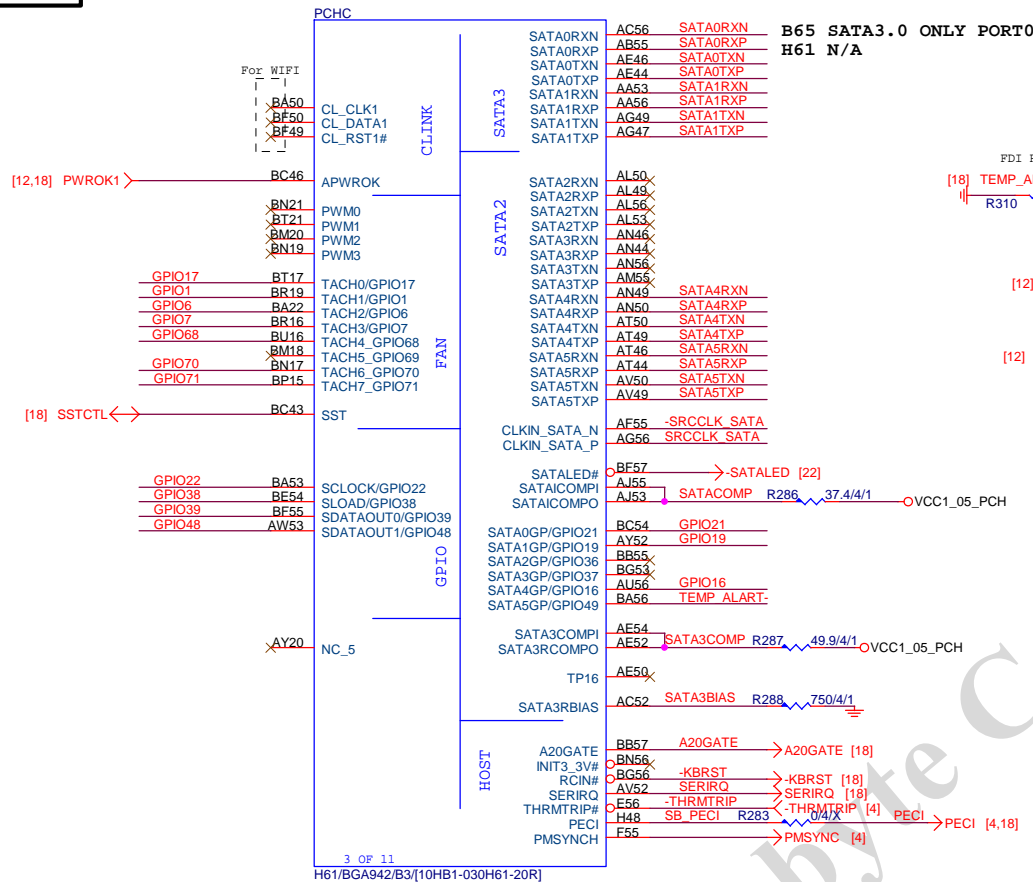 PCHC
For WIFI
BA50 CL_CLK1
BF50 CL_DATA1
BF49 CL_RST1#
[12,18] PWROK1 BC46 APWROK
BN21 PWM0
BT21 PWM1
BM20 PWM2
BN19 PWM3
GPIO17 BT17 TACH0/GPIO17
GPIO1 BR19 TACH1/GPIO1
GPIO6 BA22 TACH2/GPIO6
GPIO7 BR16 TACH3/GPIO7
GPIO68 BU16 TACH4_GPIO68
BM18 TACH5_GPIO69
GPIO70 BN17 TACH6_GPIO70
GPIO71 BP15 TACH7_GPIO71
[18] SSTCTL BC43 SST
GPIO22 BA53 SCLOCK/GPIO22
GPIO38 BE54 SLOAD/GPIO38
GPIO39 BF55 SDATAOUT0/GPIO39
GPIO48 AW53 SDATAOUT1/GPIO48
AY20 NC_5
CLINK
FAN
GPIO
SATA3
SATA2
HOST
SATA0RXN AC56 SATA0RXN
SATA0RXP AB55 SATA0RXP
SATA0TXN AE46 SATA0TXN
SATA0TXP AE44 SATA0TXP
SATA1RXN AA53 SATA1RXN
SATA1RXP AA56 SATA1RXP
SATA1TXN AG49 SATA1TXN
SATA1TXP AG47 SATA1TXP
B65 SATA3.0 ONLY PORT0
H61 N/A
SATA2RXN AL50
SATA2RXP AL49
SATA2TXN AL56
SATA2TXP AL53
SATA3RXN AN46
SATA3RXP AN44
SATA3TXN AN56
SATA3TXP AM55
SATA4RXN AN49 SATA4RXN
SATA4RXP AN50 SATA4RXP
SATA4TXN AT50 SATA4TXN
SATA4TXP AT49 SATA4TXP
SATA5RXN AT46 SATA5RXN
SATA5RXP AT44 SATA5RXP
SATA5TXN AV50 SATA5TXN
SATA5TXP AV49 SATA5TXP
CLKIN_SATA_N AF55 -SRCCLK_SATA
CLKIN_SATA_P AG56 SRCCLK_SATA
SATALED# BF57 -SATALED [22]
SATAICOMPI AJ55
SATAICOMPO AJ53 SATACOMP R286 37.4/4/1 VCC1_05_PCH
SATA0GP/GPIO21 BC54 GPIO21
SATA1GP/GPIO19 AY52 GPIO19
SATA2GP/GPIO36 BB55
SATA3GP/GPIO37 BG53
SATA4GP/GPIO16 AU56 GPIO16
SATA5GP/GPIO49 BA56 TEMP_ALART-
SATA3COMPI AE54
SATA3RCOMPO AE52 SATA3COMP R287 49.9/4/1 VCC1_05_PCH
TP16 AE50
SATA3RBIAS AC52 SATA3BIAS R288 750/4/1
A20GATE BB57 A20GATE A20GATE [18]
INIT3_3V# BN56
RCIN# BG56 -KBRST -KBRST [18]
SERIRQ AV52 SERIRQ SERIRQ [18]
THRMTRIP# E56 -THRMTRIP -THRMTRIP [4]
PECI H48 SB_PECI R283 0/4/X PECI PECI [4,18]
PMSYNCH F55 PMSYNC [4]
FDI
[18] TEMP_A
R310
[12]
[12]
3 OF 11
H61/BGA942/B3/[10HB1-030H61-20R]
byte C